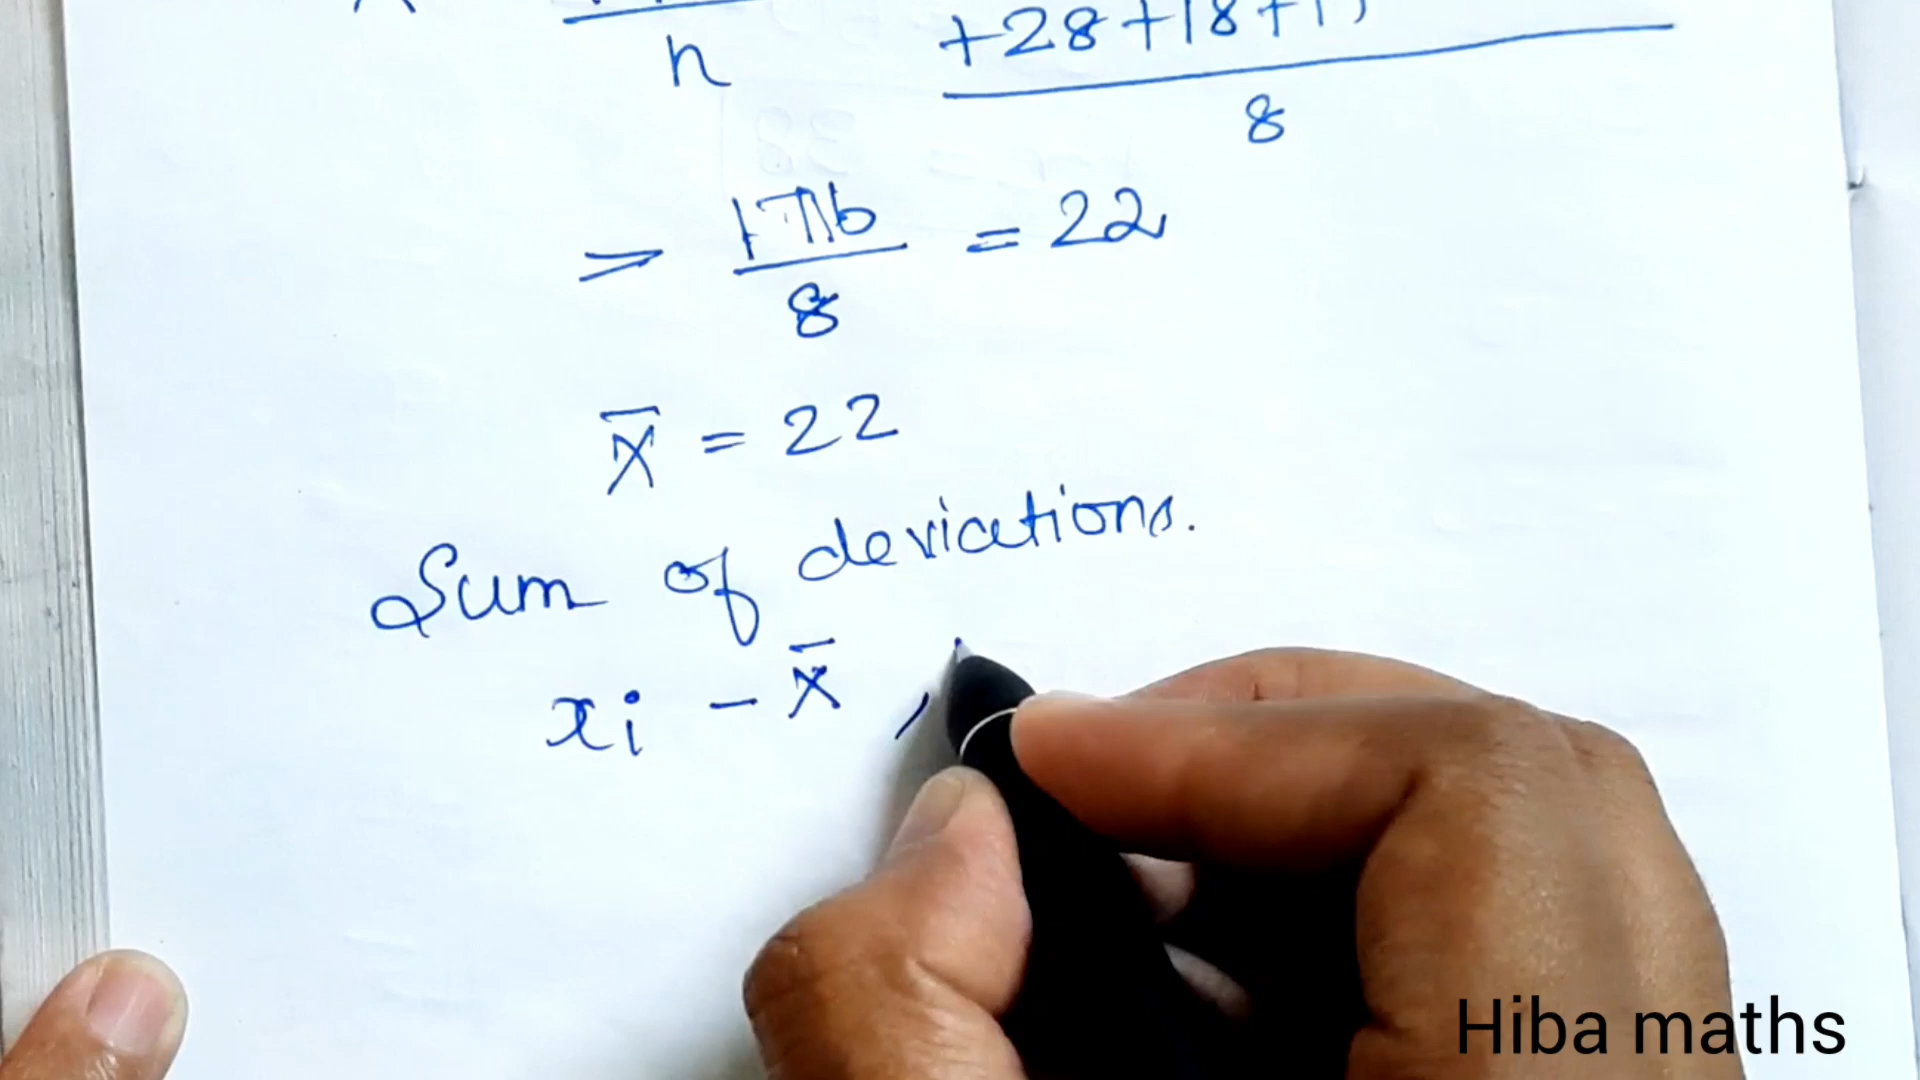 n +28+18+
8
=> 176/8 = 22
x̄ = 22
Sum of deviations.
xi - x̄ ,
Hiba maths